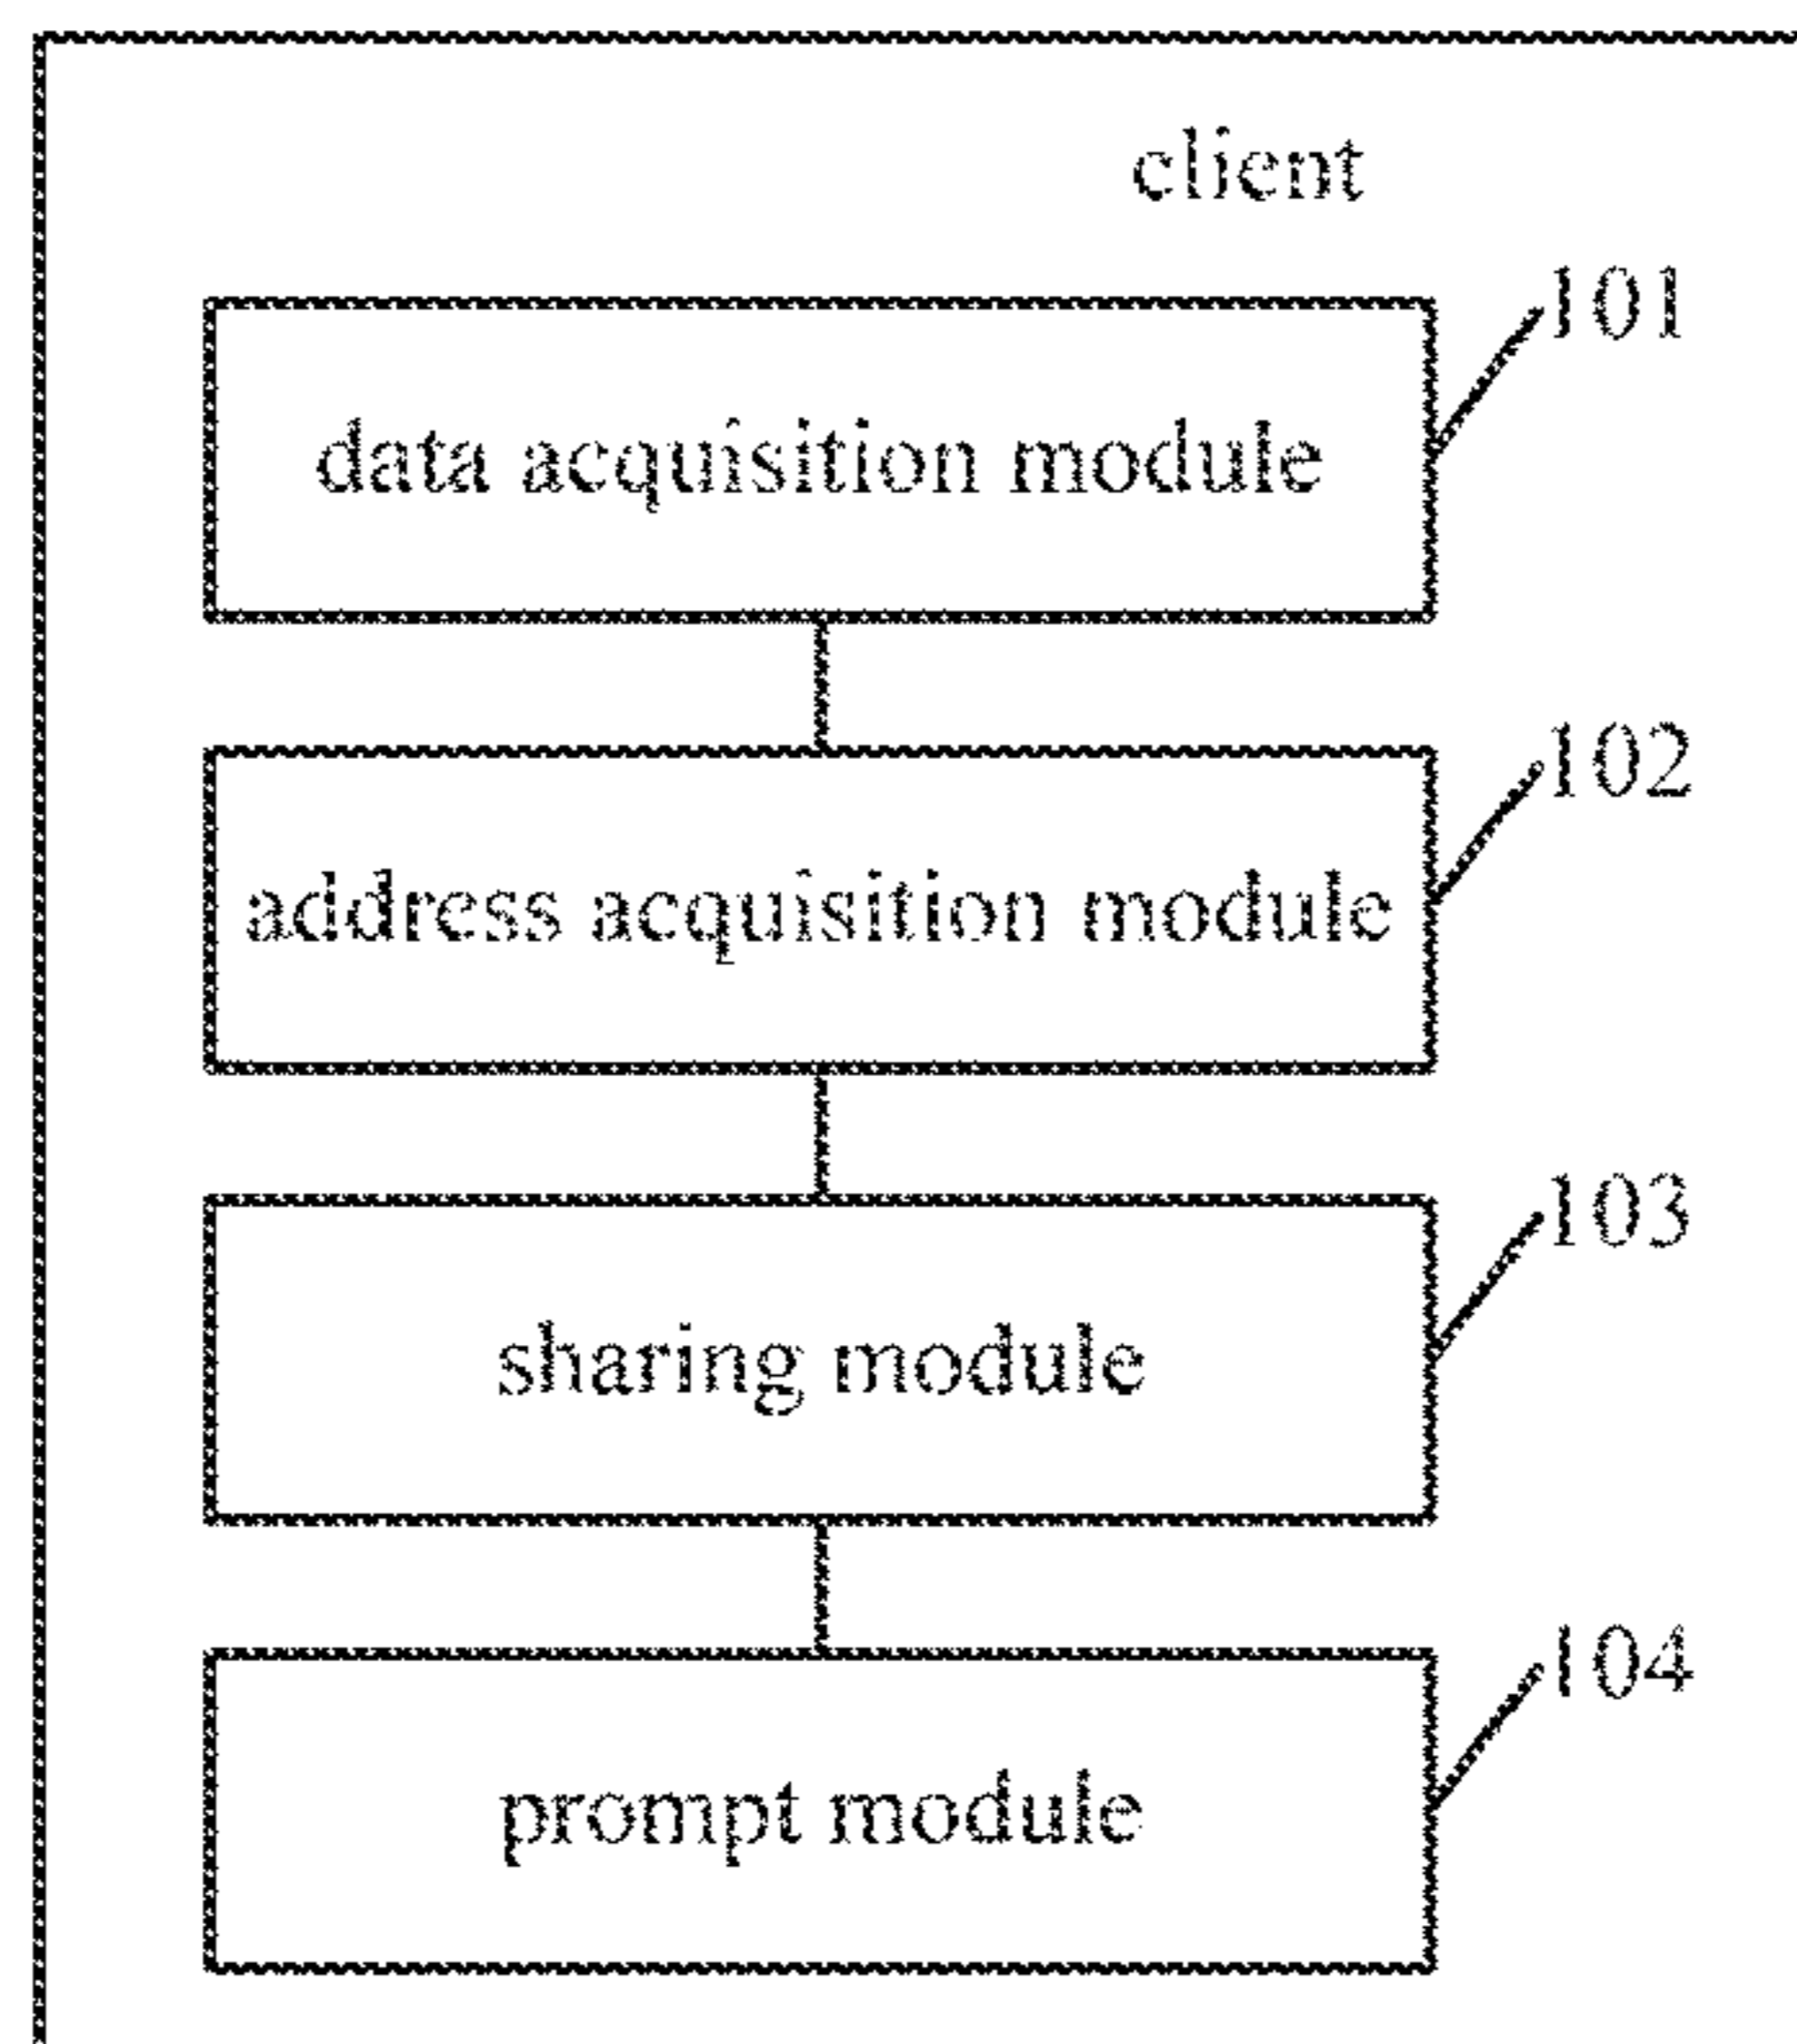 client
101
data acquisition module
102
address acquisition module
103
sharing module
104
prompt module